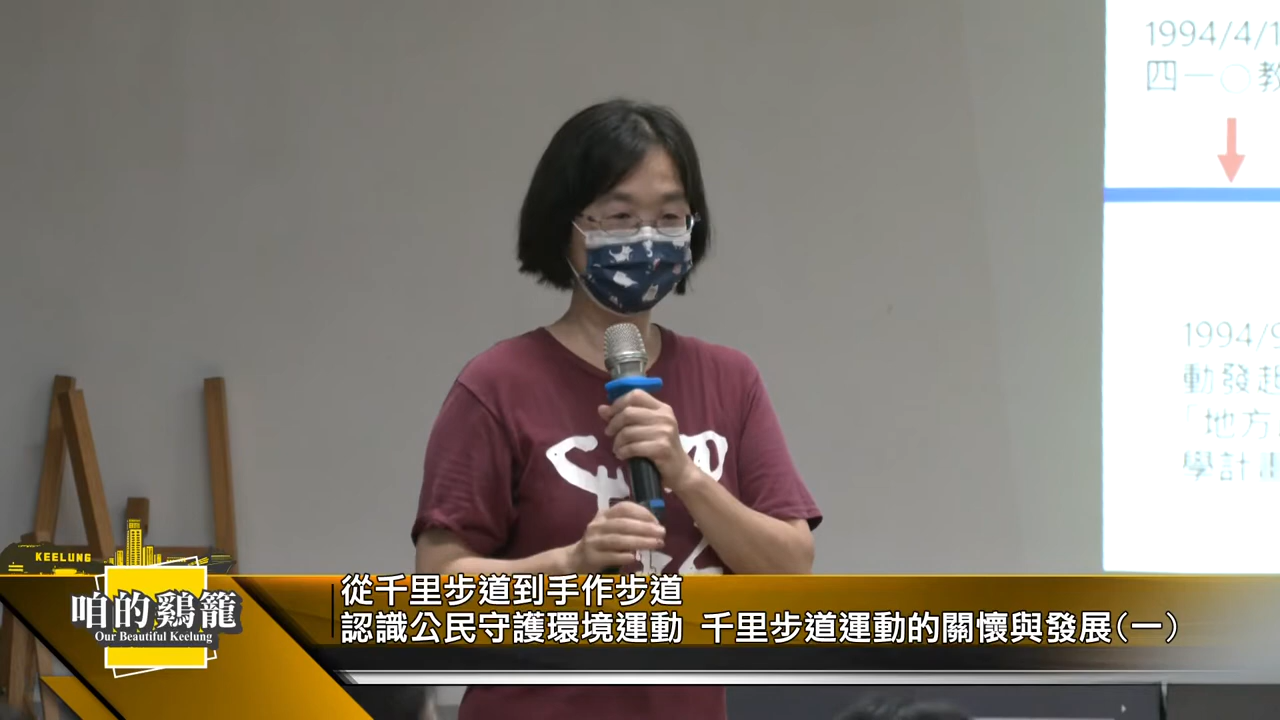 1994/4/1
四一〇教
1994/9
動發起
「地方
學計畫
KEELUNG
咱的鷄籠
Our Beautiful Keelung
從千里步道到手作步道
認識公民守護環境運動 千里步道運動的關懷與發展(一)